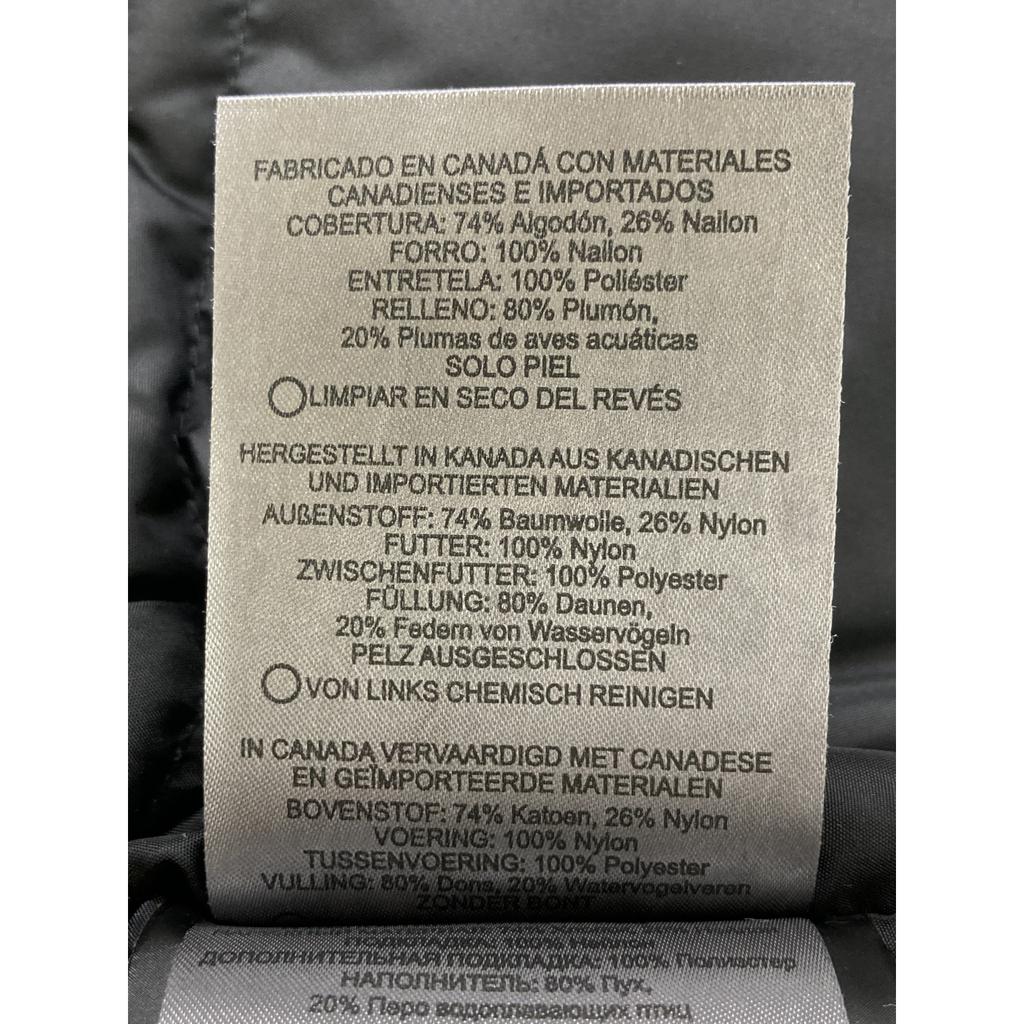 FABRICADO EN CANADÁ CON MATERIALES
CANADIENSES E IMPORTADOS
COBERTURA: 74% Algodón, 26% Nailon
FORRO: 100% Nailon
ENTRETELA: 100% Poliéster
RELLENO: 80% Plumón,
20% Plumas de aves acuáticas
SOLO PIEL
LIMPIAR EN SECO DEL REVÉS
HERGESTELLT IN KANADA AUS KANADISCHEN
UND IMPORTIERTEN MATERIALIEN
AUßENSTOFF: 74% Baumwolle, 26% Nylon
FUTTER: 100% Nylon
ZWISCHENFUTTER: 100% Polyester
FÜLLUNG: 80% Daunen,
20% Federn von Wasservögeln
PELZ AUSGESCHLOSSEN
VON LINKS CHEMISCH REINIGEN
IN CANADA VERVAARDIGD MET CANADESE
EN GEÏMPORTEERDE MATERIALEN
BOVENSTOF: 74% Katoen, 26% Nylon
VOERING: 100% Nylon
TUSSENVOERING: 100% Polyester
VULLING: 80% Dons, 20% Watervogelveren
ZONDER BONT
ПОДКЛАДКА: 100% Нейлон
ДОПОЛНИТЕЛЬНАЯ ПОДКЛАДКА: 100% Полиэстер
НАПОЛНИТЕЛЬ: 80% Пух,
20% Перо водоплавающих птиц